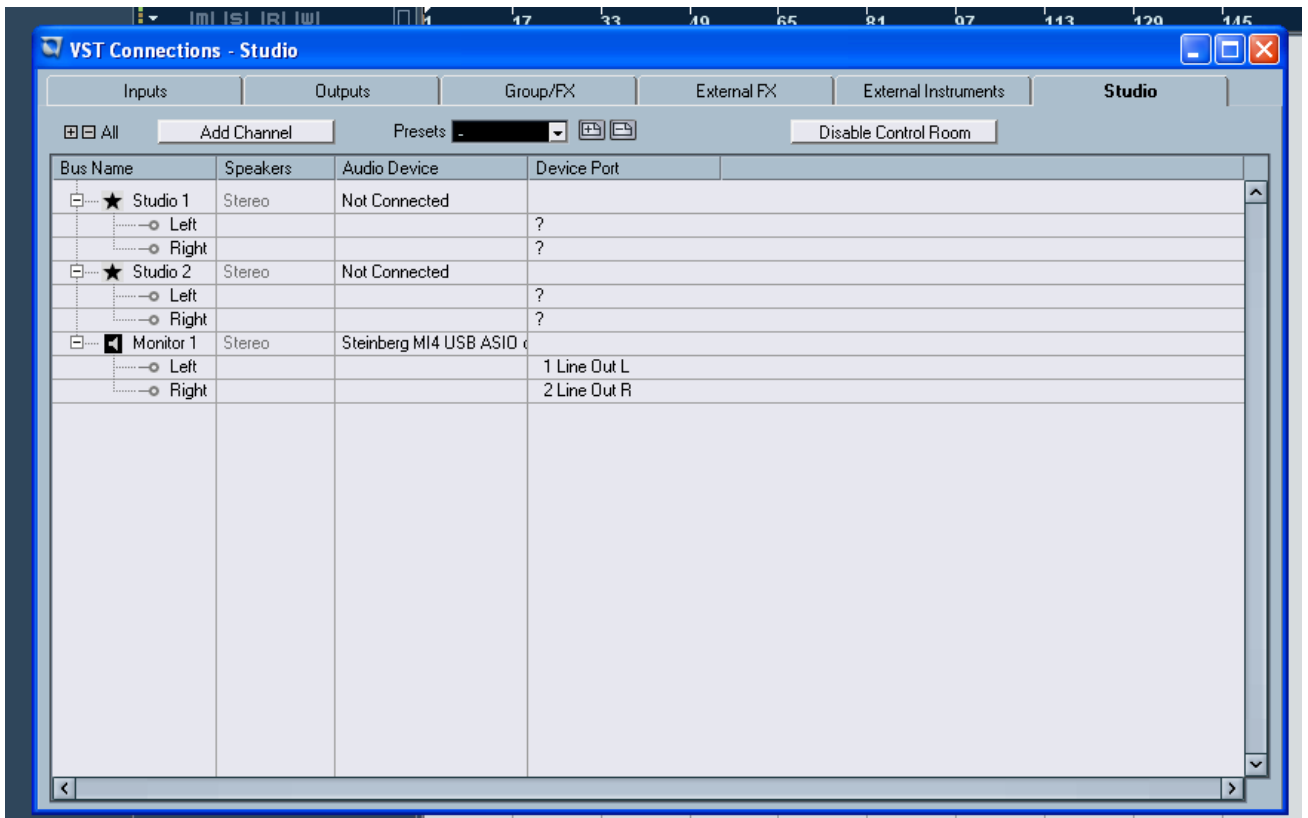 1 17 33 49 65 81 97 113 129 145
VST Connections - Studio
Inputs Outputs Group/FX External FX External Instruments Studio
All Add Channel Presets - Disable Control Room
Bus Name Speakers Audio Device Device Port
Studio 1 Stereo Not Connected
Left ?
Right ?
Studio 2 Stereo Not Connected
Left ?
Right ?
Monitor 1 Stereo Steinberg MI4 USB ASIO
Left 1 Line Out L
Right 2 Line Out R